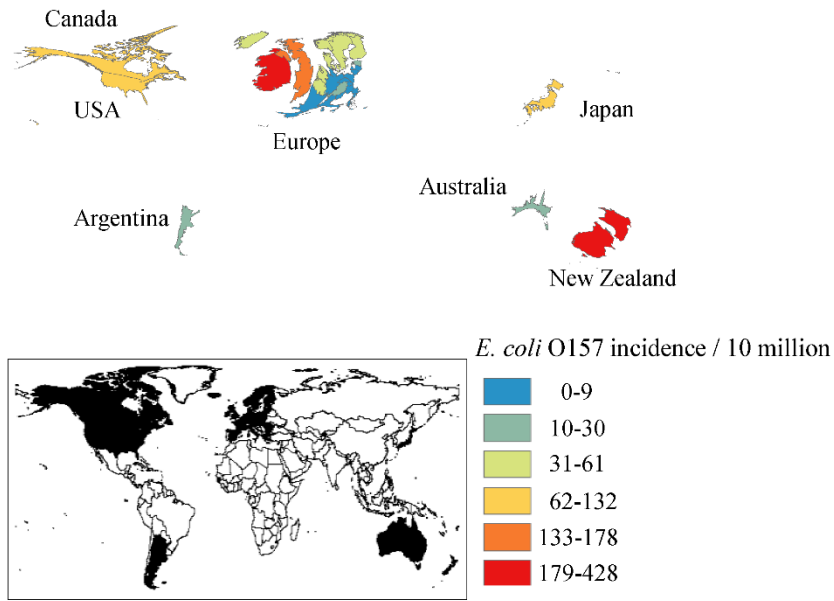 Canada
USA
Europe
Japan
Argentina
Australia
New Zealand
E. coli O157 incidence / 10 million
0-9
10-30
31-61
62-132
133-178
179-428